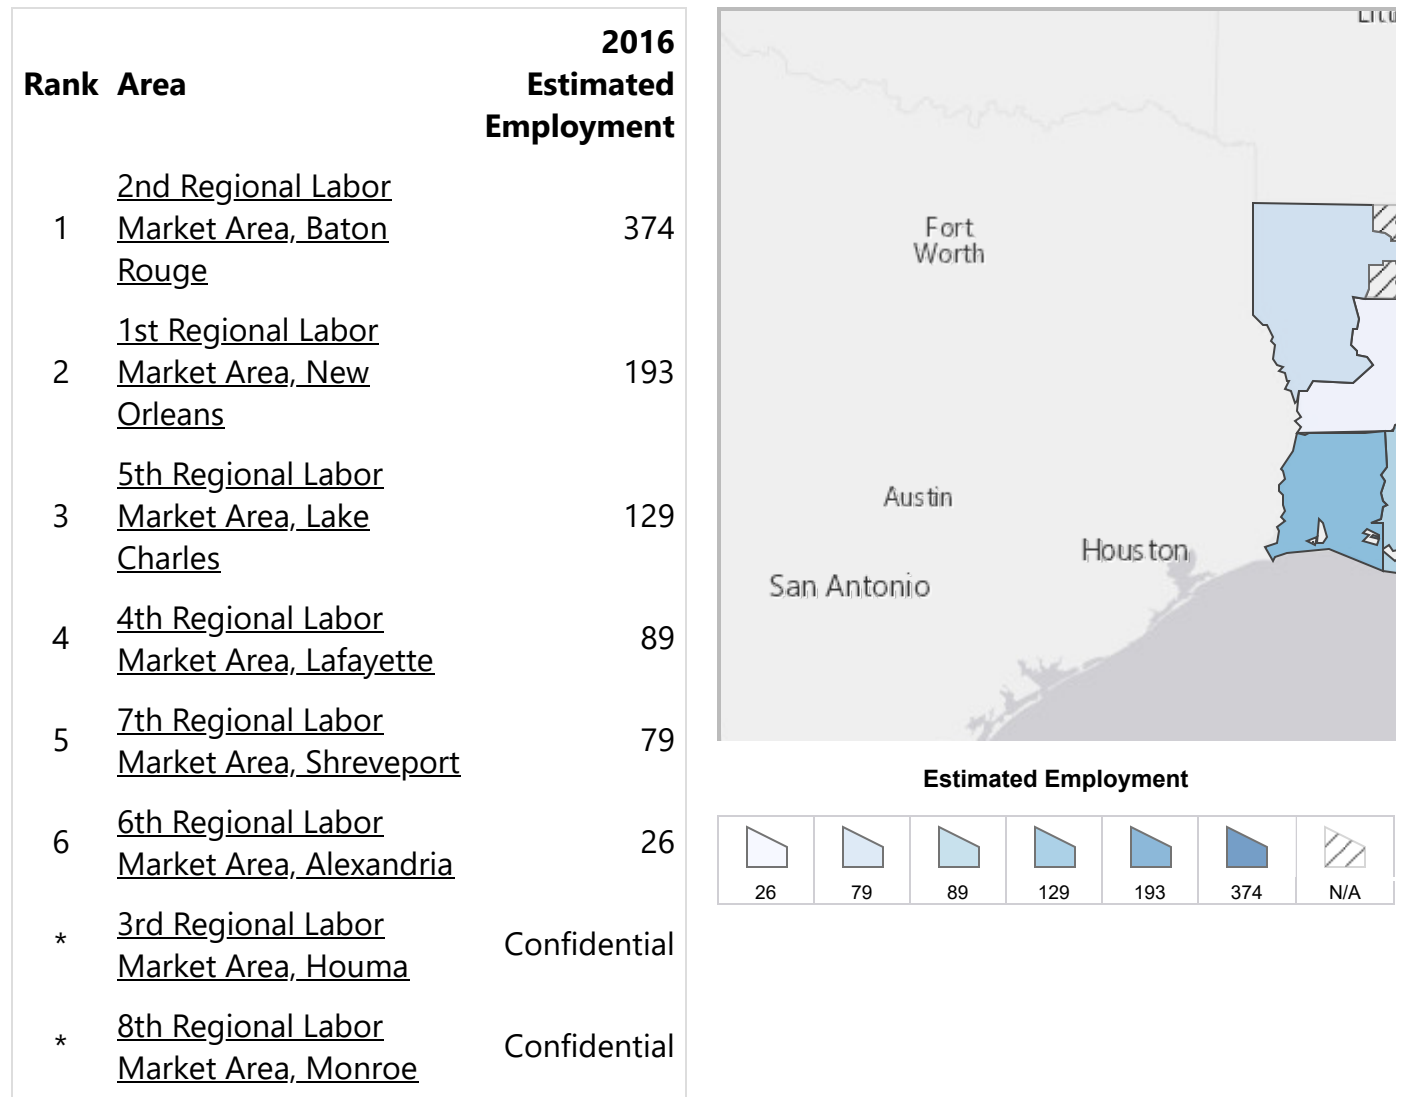 2016
Rank Area Estimated
Employment
2nd Regional Labor
1 Market Area, Baton 374
Rouge
1st Regional Labor
2 Market Area, New 193
Orleans
5th Regional Labor
3 Market Area, Lake 129
Charles
4th Regional Labor
4 89
Market Area, Lafayette
7th Regional Labor
5 79
Market Area, Shreveport
6th Regional Labor
6 26
Market Area, Alexandria
3rd Regional Labor
* Confidential
Market Area, Houma
8th Regional Labor
* Confidential
Market Area, Monroe
Fort
Worth
Austin
Houston
San Antonio
Estimated Employment
26 79 89 129 193 374 N/A